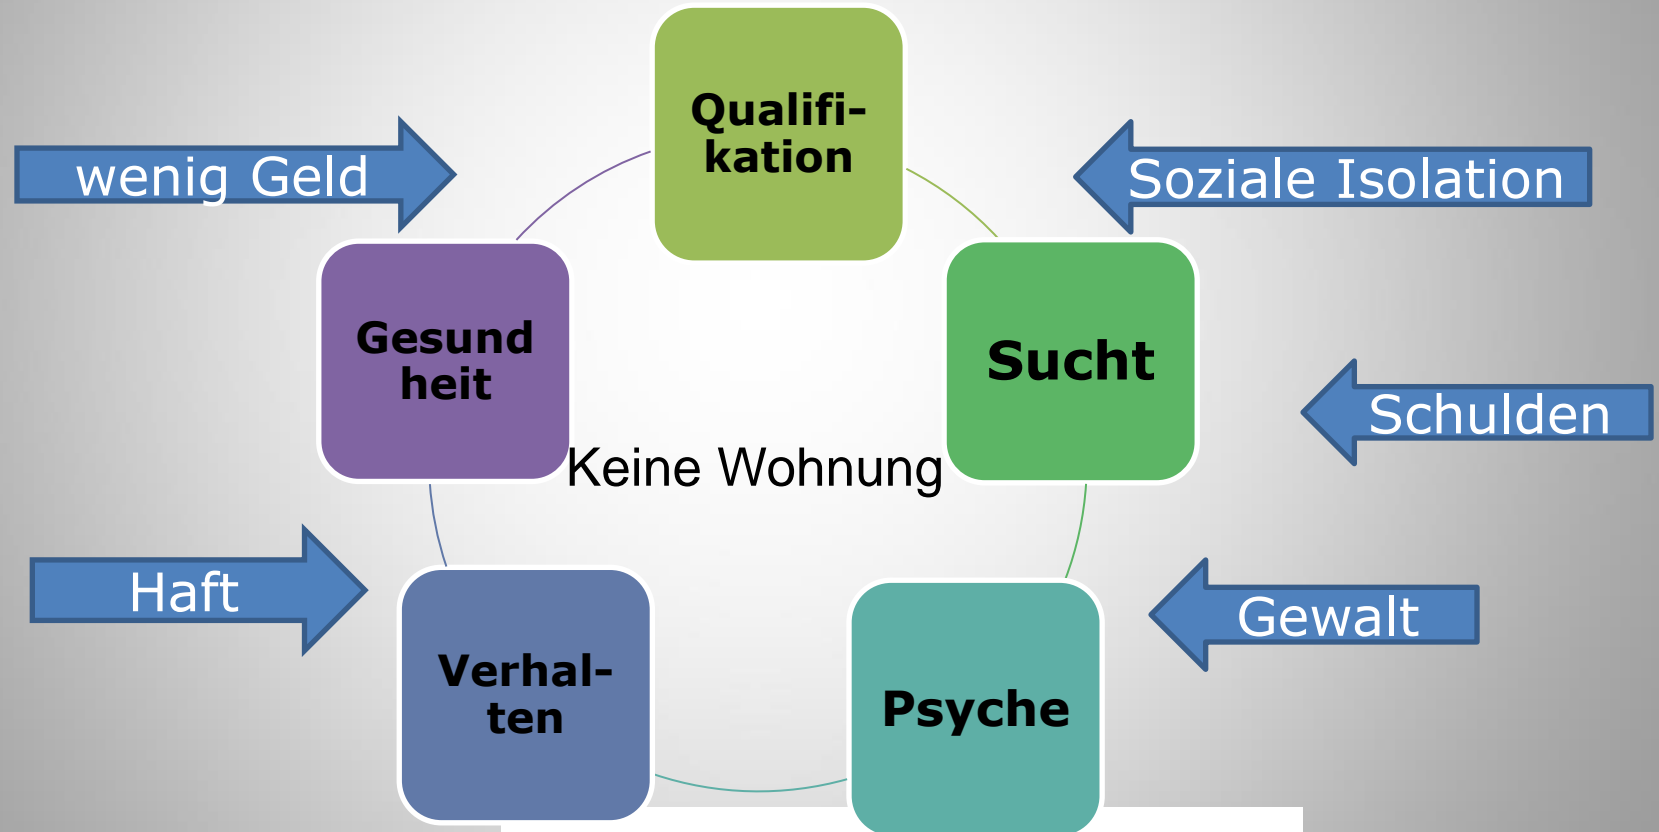 Qualifi-
kation
wenig Geld
Soziale Isolation
Gesund
heit
Sucht
Schulden
Keine Wohnung
Haft
Gewalt
Verhal-
ten
Psyche